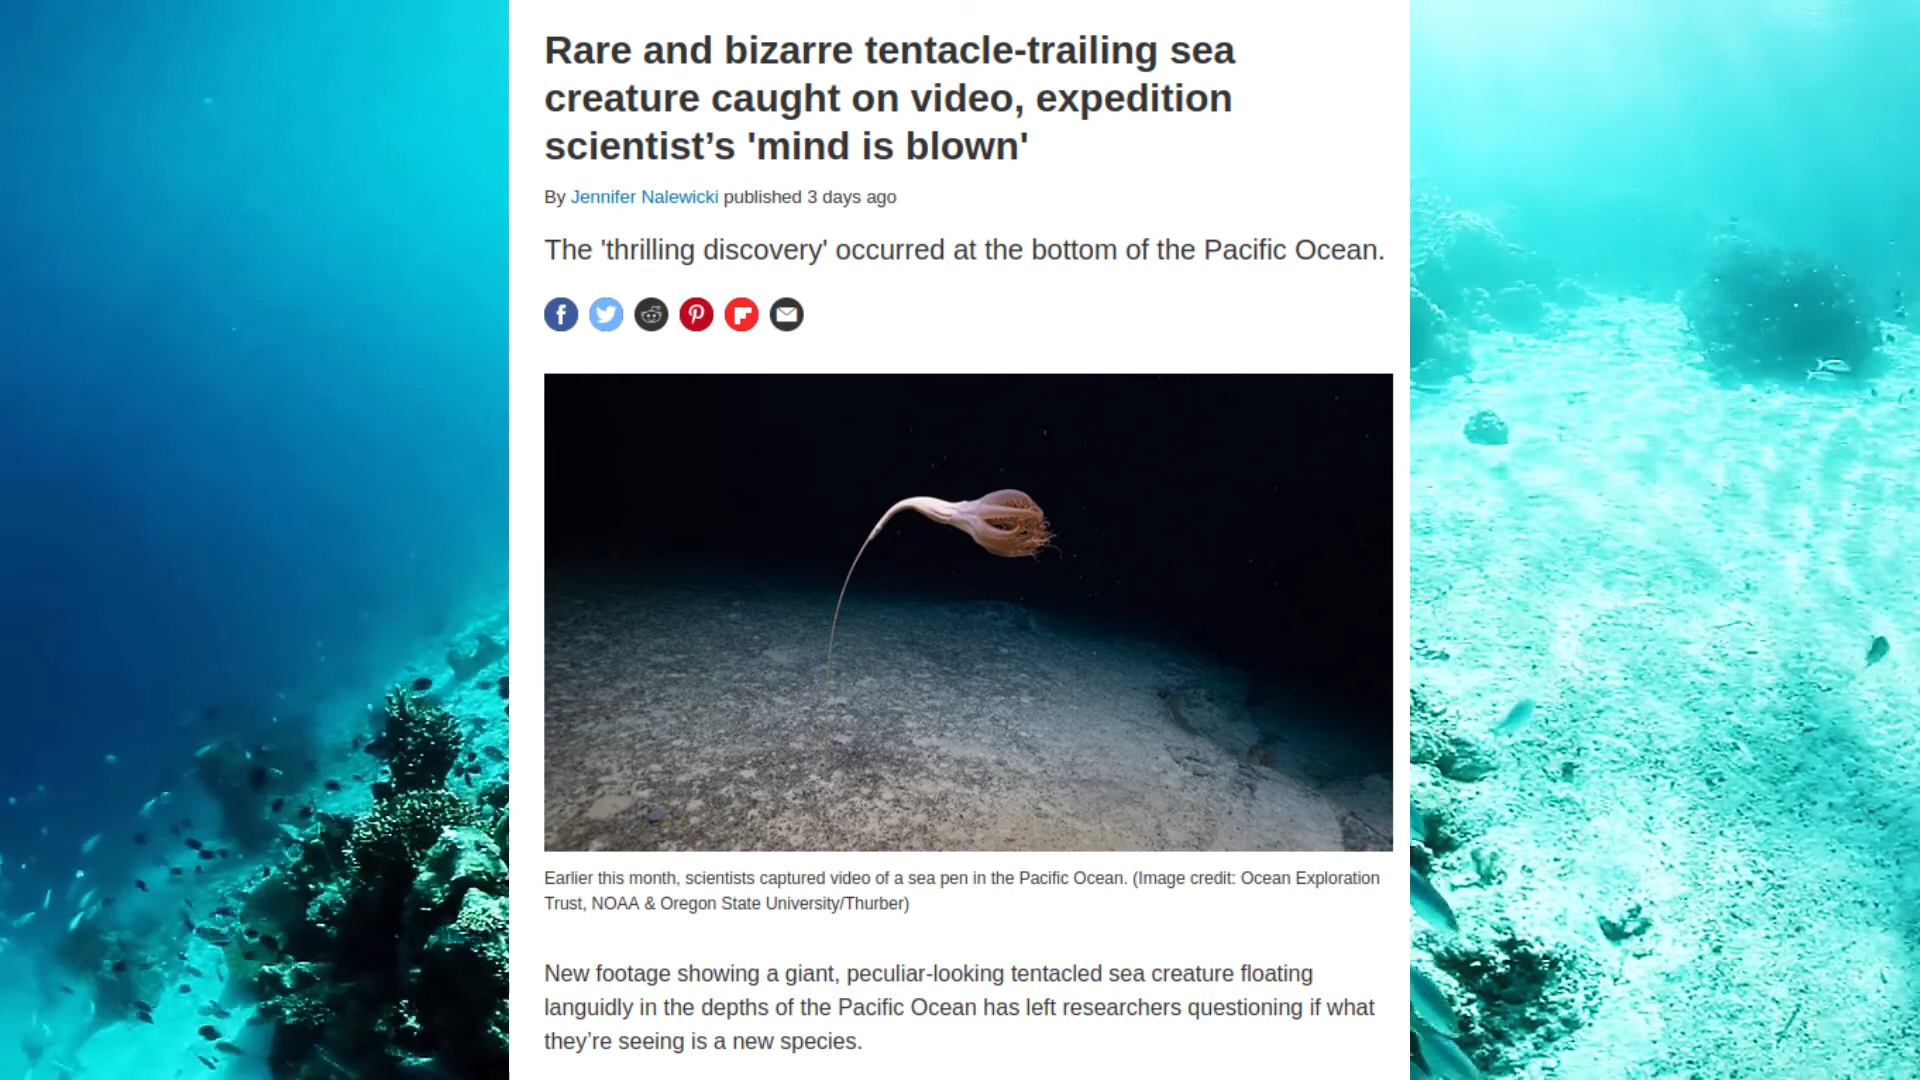 Rare and bizarre tentacle-trailing sea
creature caught on video, expedition
scientist’s 'mind is blown'
By Jennifer Nalewicki published 3 days ago
The 'thrilling discovery' occurred at the bottom of the Pacific Ocean.
Earlier this month, scientists captured video of a sea pen in the Pacific Ocean. (Image credit: Ocean Exploration
Trust, NOAA & Oregon State University/Thurber)
New footage showing a giant, peculiar-looking tentacled sea creature floating
languidly in the depths of the Pacific Ocean has left researchers questioning if what
they’re seeing is a new species.